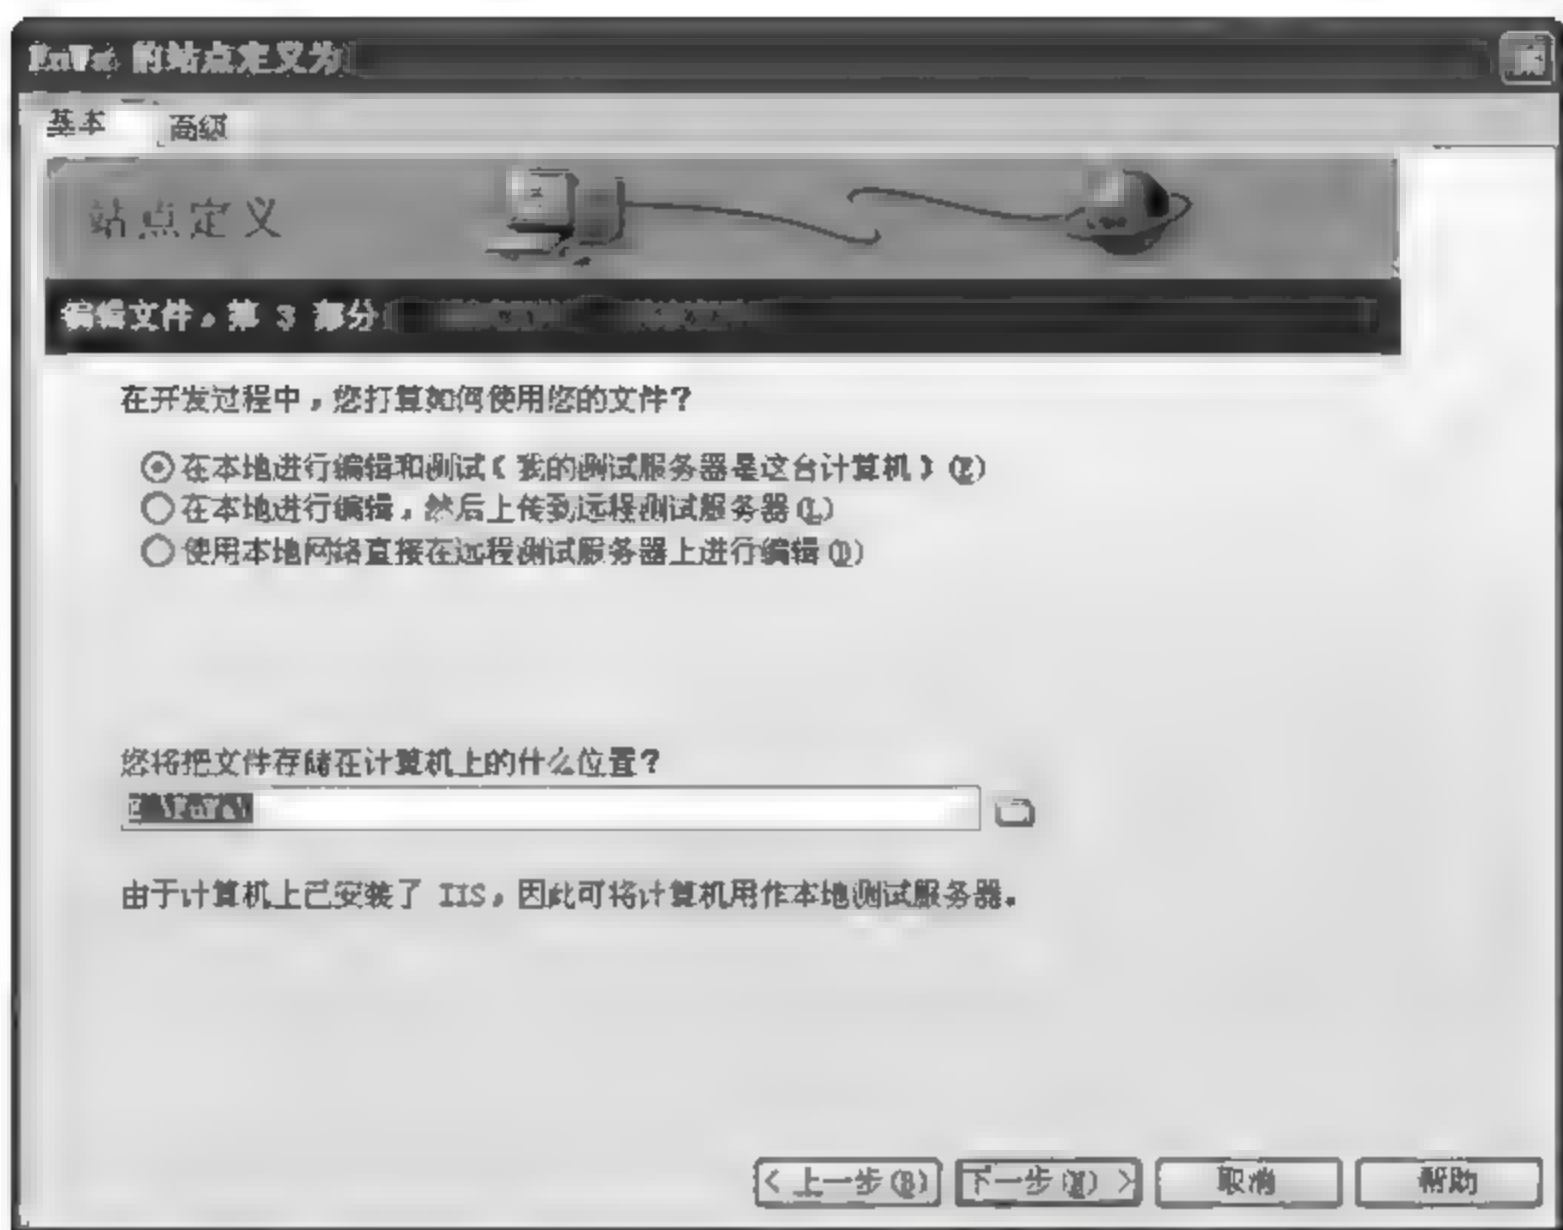 的站点定义为
基本 高级
站点定义
编辑文件，第 3 部分
在开发过程中，您打算如何使用您的文件？
在本地进行编辑和测试（我的测试服务器是这台计算机）(E)
在本地进行编辑，然后上传到远程测试服务器(L)
使用本地网络直接在远程测试服务器上进行编辑(D)
您将把文件存储在计算机上的什么位置？
由于计算机上已安装了 IIS，因此可将计算机用作本地测试服务器。
< 上一步(B) 下一步(N) > 取消 帮助